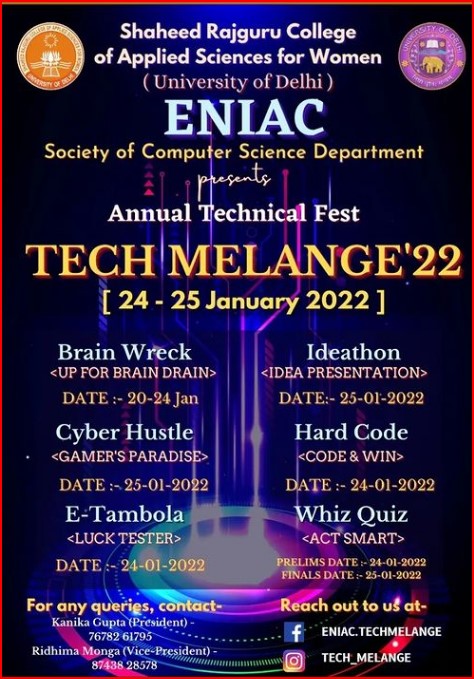 Shaheed Rajguru College
of Applied Sciences for Women
( University of Delhi )
ENIAC
Society of Computer Science Department
presents
Annual Technical Fest
TECH MELANGE'22
[ 24 - 25 January 2022 ]
Brain Wreck
<UP FOR BRAIN DRAIN>
DATE :- 20-24 Jan
Ideathon
<IDEA PRESENTATION>
DATE:- 25-01-2022
Cyber Hustle
<GAMER'S PARADISE>
DATE :- 25-01-2022
Hard Code
<CODE & WIN>
DATE :- 24-01-2022
E-Tambola
<LUCK TESTER>
DATE :- 24-01-2022
Whiz Quiz
<ACT SMART>
PRELIMS DATE :- 24-01-2022
FINALS DATE :- 25-01-2022
For any queries, contact-
Kanika Gupta (President) -
76782 61795
Ridhima Monga (Vice-President) -
87438 28578
Reach out to us at-
ENIAC.TECHMELANGE
TECH_MELANGE